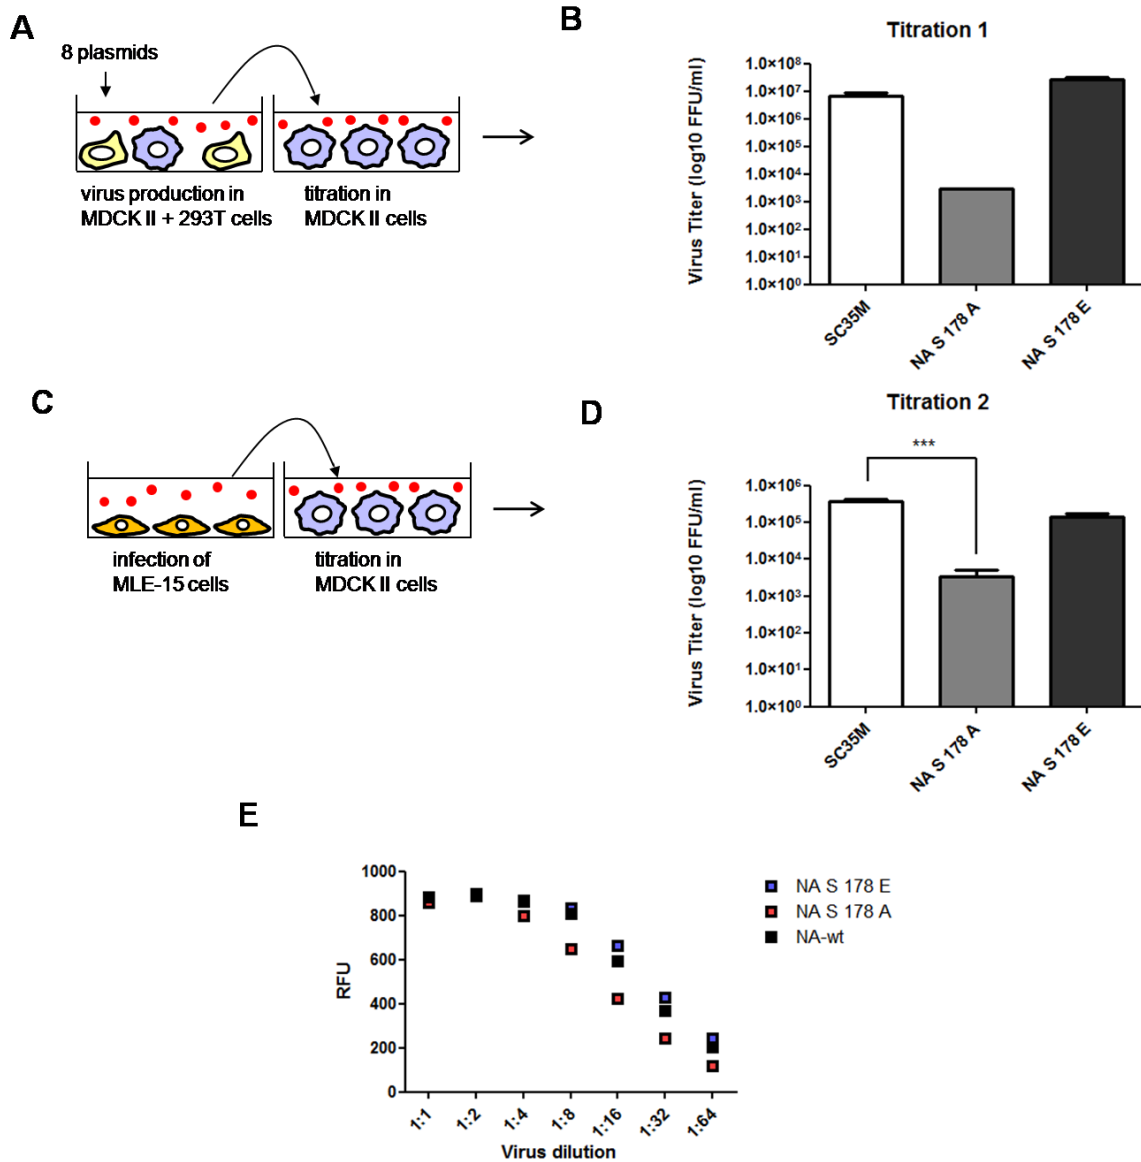 A
8 plasmids
virus production in
MDCK II + 293T cells
titration in
MDCK II cells
B
Titration 1
Virus Titer (log10 FFU/ml)
1.0×10⁸
1.0×10⁷
1.0×10⁶
1.0×10⁵
1.0×10⁴
1.0×10³
1.0×10²
1.0×10¹
1.0×10⁰
SC35M
NA S 178 A
NA S 178 E
C
infection of
MLE-15 cells
titration in
MDCK II cells
D
Titration 2
***
Virus Titer (log10 FFU/ml)
1.0×10⁶
1.0×10⁵
1.0×10⁴
1.0×10³
1.0×10²
1.0×10¹
1.0×10⁰
SC35M
NA S 178 A
NA S 178 E
E
RFU
1000
800
600
400
200
0
1:1
1:2
1:4
1:8
1:16
1:32
1:64
Virus dilution
NA S 178 E
NA S 178 A
NA-wt